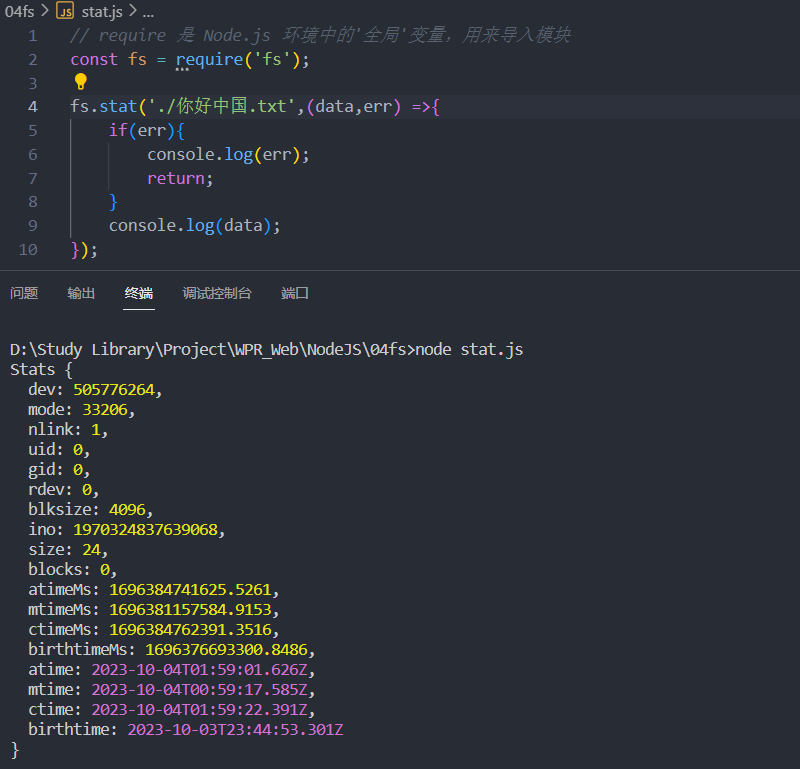 04fs > JS stat.js > ...
1 // require 是 Node.js 环境中的'全局'变量，用来导入模块
2 const fs = require('fs');
3
4 fs.stat('./你好中国.txt',(data,err) =>{
5 if(err){
6 console.log(err);
7 return;
8 }
9 console.log(data);
10 });
问题 输出 终端 调试控制台 端口
D:\Study Library\Project\WPR_Web\NodeJS\04fs>node stat.js
Stats {
dev: 505776264,
mode: 33206,
nlink: 1,
uid: 0,
gid: 0,
rdev: 0,
blksize: 4096,
ino: 1970324837639068,
size: 24,
blocks: 0,
atimeMs: 1696384741625.5261,
mtimeMs: 1696381157584.9153,
ctimeMs: 1696384762391.3516,
birthtimeMs: 1696376693300.8486,
atime: 2023-10-04T01:59:01.626Z,
mtime: 2023-10-04T00:59:17.585Z,
ctime: 2023-10-04T01:59:22.391Z,
birthtime: 2023-10-03T23:44:53.301Z
}